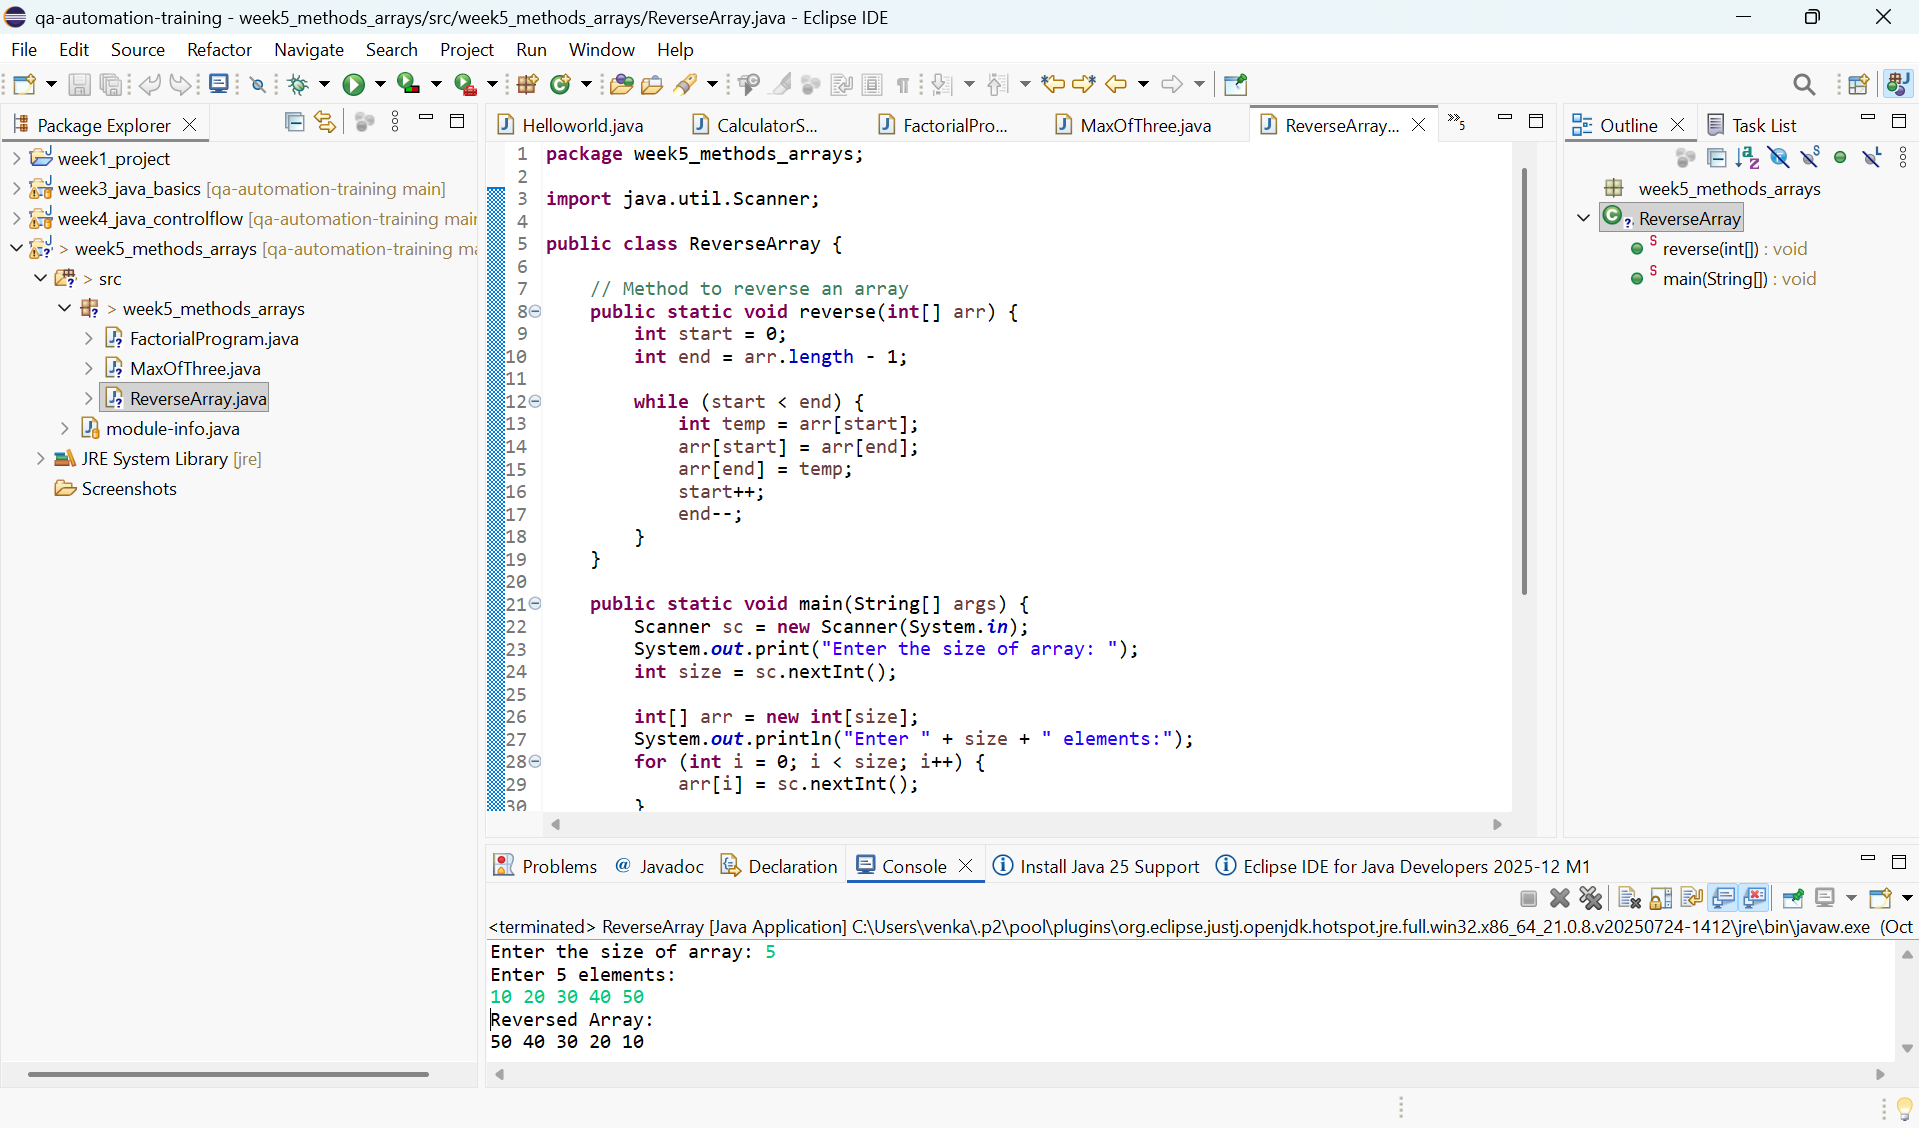 qa-automation-training - week5_methods_arrays/src/week5_methods_arrays/ReverseArray.java - Eclipse IDE
File Edit Source Refactor Navigate Search Project Run Window Help
Package Explorer
week1_project
week3_java_basics [qa-automation-training main]
week4_java_controlflow [qa-automation-training mair
> week5_methods_arrays [qa-automation-training ma
> src
> week5_methods_arrays
FactorialProgram.java
MaxOfThree.java
ReverseArray.java
module-info.java
JRE System Library [jre]
Screenshots
Helloworld.java CalculatorS... FactorialPro... MaxOfThree.java ReverseArray... »5
1 package week5_methods_arrays;
2
3 import java.util.Scanner;
4
5 public class ReverseArray {
6
7 // Method to reverse an array
8 public static void reverse(int[] arr) {
9 int start = 0;
10 int end = arr.length - 1;
11
12 while (start < end) {
13 int temp = arr[start];
14 arr[start] = arr[end];
15 arr[end] = temp;
16 start++;
17 end--;
18 }
19 }
20
21 public static void main(String[] args) {
22 Scanner sc = new Scanner(System.in);
23 System.out.print("Enter the size of array: ");
24 int size = sc.nextInt();
25
26 int[] arr = new int[size];
27 System.out.println("Enter " + size + " elements:");
28 for (int i = 0; i < size; i++) {
29 arr[i] = sc.nextInt();
30 }
Outline Task List
week5_methods_arrays
ReverseArray
reverse(int[]) : void
main(String[]) : void
Problems Javadoc Declaration Console Install Java 25 Support Eclipse IDE for Java Developers 2025-12 M1
<terminated> ReverseArray [Java Application] C:\Users\venka\.p2\pool\plugins\org.eclipse.justj.openjdk.hotspot.jre.full.win32.x86_64_21.0.8.v20250724-1412\jre\bin\javaw.exe (Oct
Enter the size of array: 5
Enter 5 elements:
10 20 30 40 50
Reversed Array:
50 40 30 20 10